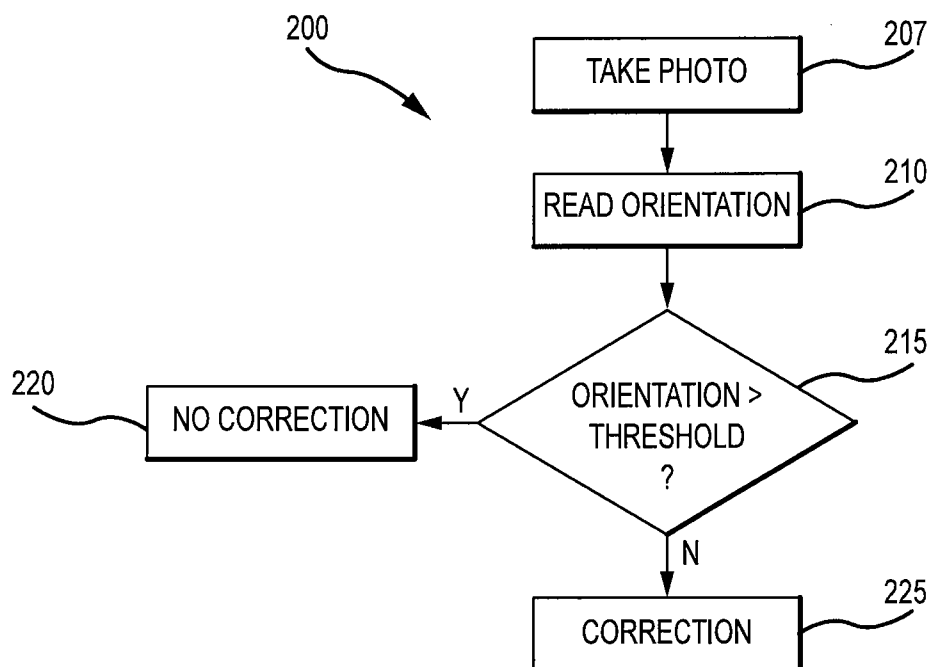 200
207
TAKE PHOTO
210
READ ORIENTATION
215
ORIENTATION >
THRESHOLD
?
220
Y
NO CORRECTION
N
225
CORRECTION